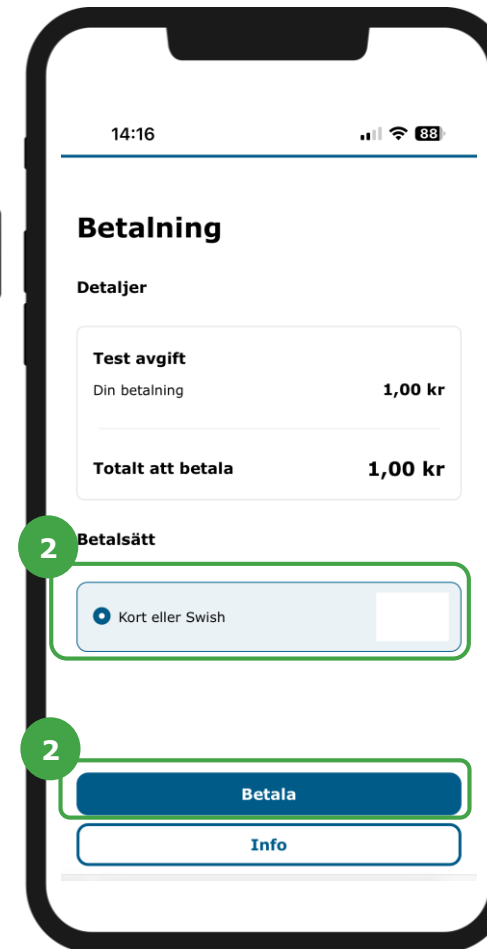 14:16
88
Betalning
Detaljer
Test avgift
Din betalning 1,00 kr
Totalt att betala 1,00 kr
2
Betalsätt
Kort eller Swish
2
Betala
Info